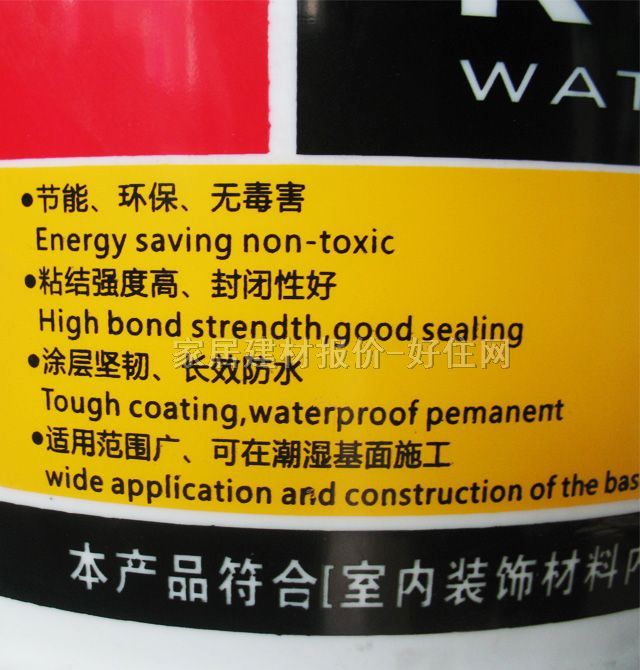 WAT
•节能、环保、无毒害
Energy saving non-toxic
•粘结强度高、封闭性好
High bond strendth,good sealing
家居建材报价-好住网
•涂层坚韧、长效防水
Tough coating,waterproof pemanent
•适用范围广、可在潮湿基面施工
wide application and construction of the bas
本产品符合[室内装饰材料内